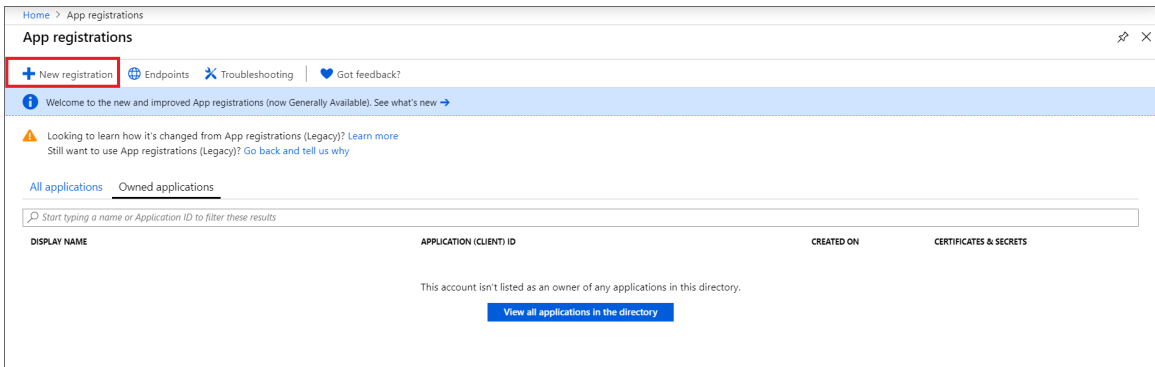 Home > App registrations
App registrations
New registration Endpoints Troubleshooting Got feedback?
Welcome to the new and improved App registrations (now Generally Available). See what's new →
Looking to learn how it's changed from App registrations (Legacy)? Learn more
Still want to use App registrations (Legacy)? Go back and tell us why
All applications Owned applications
Start typing a name or Application ID to filter these results
DISPLAY NAME APPLICATION (CLIENT) ID CREATED ON CERTIFICATES & SECRETS
This account isn't listed as an owner of any applications in this directory.
View all applications in the directory